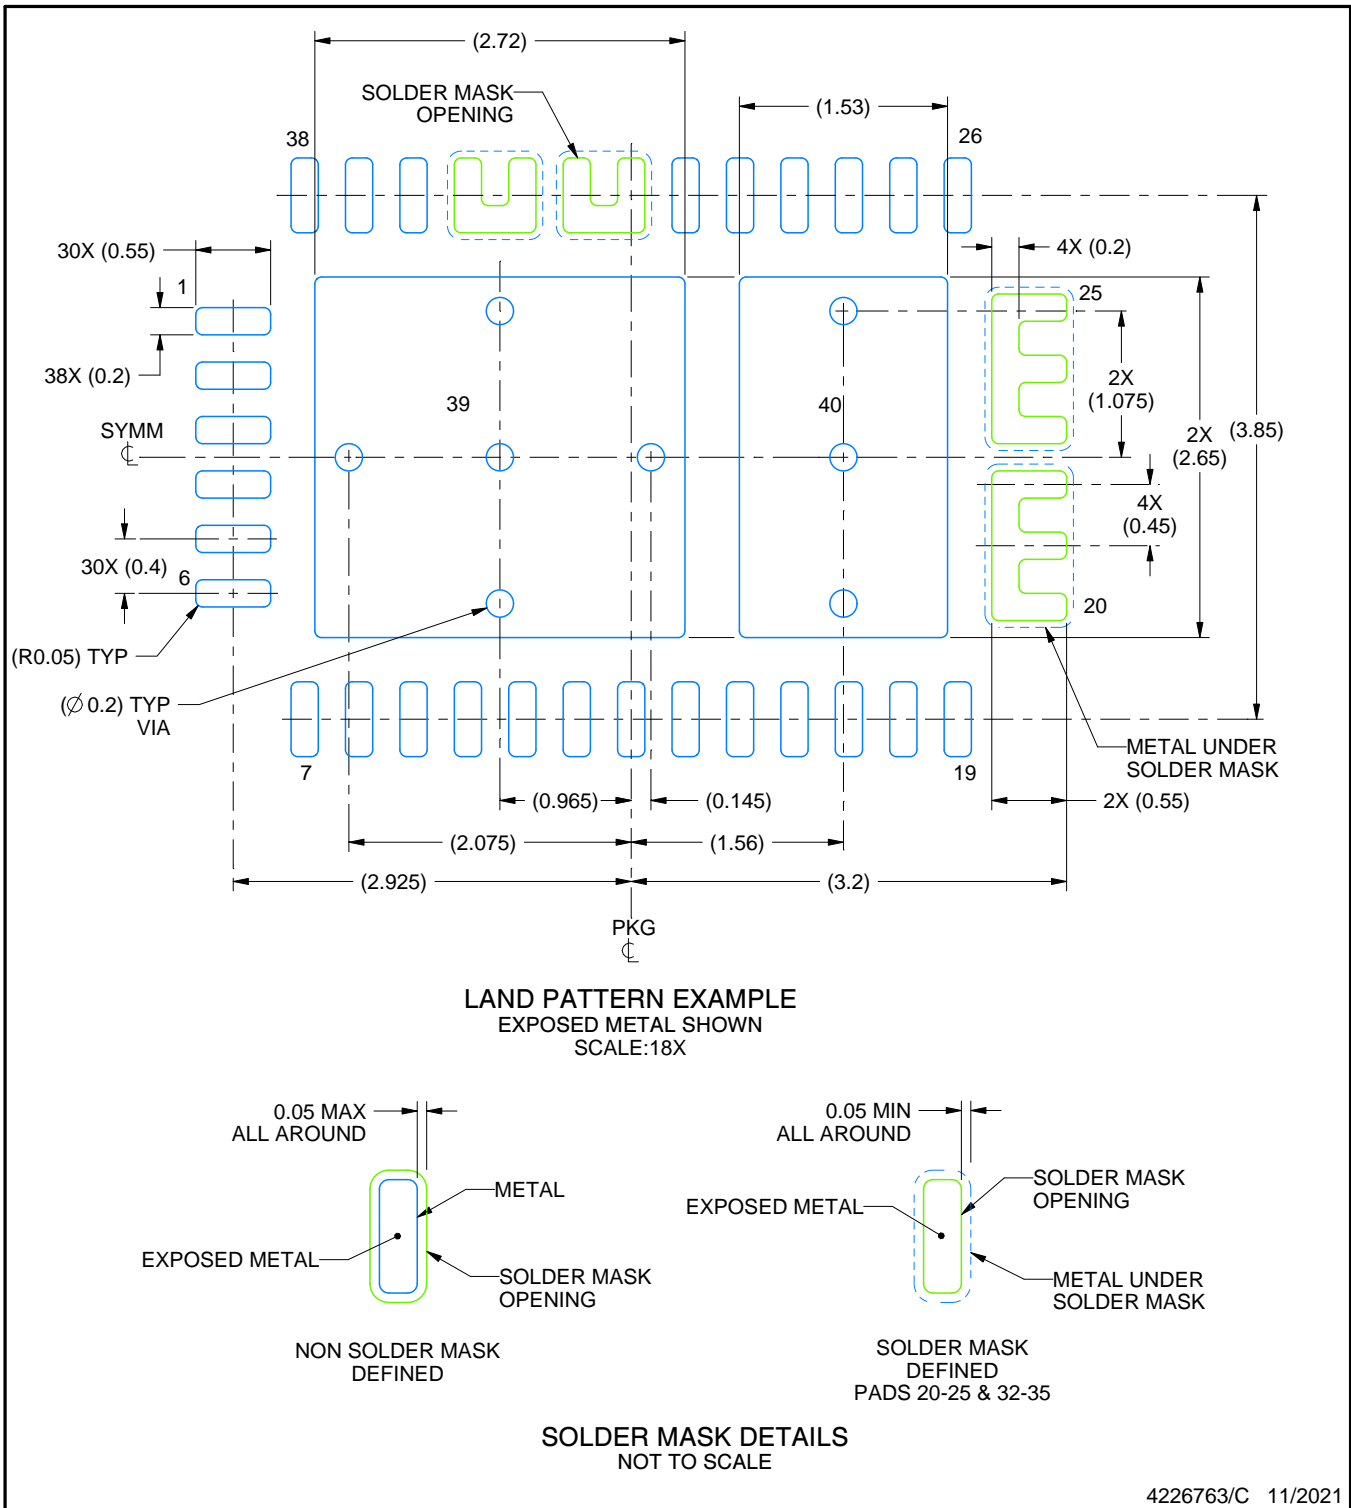 (2.72)
SOLDER MASK
OPENING
(1.53)
38
26
30X (0.55)
4X (0.2)
1
25
38X (0.2)
2X
(1.075)
39
40
SYMM
(3.85)
2X
(2.65)
4X
(0.45)
30X (0.4)
6
20
(R0.05) TYP
(Ø 0.2) TYP
VIA
METAL UNDER
SOLDER MASK
7
19
(0.965)
(0.145)
2X (0.55)
(2.075)
(1.56)
(2.925)
(3.2)
PKG
LAND PATTERN EXAMPLE
EXPOSED METAL SHOWN
SCALE:18X
0.05 MAX
ALL AROUND
METAL
EXPOSED METAL
SOLDER MASK
OPENING
NON SOLDER MASK
DEFINED
0.05 MIN
ALL AROUND
SOLDER MASK
OPENING
EXPOSED METAL
METAL UNDER
SOLDER MASK
SOLDER MASK
DEFINED
PADS 20-25 & 32-35
SOLDER MASK DETAILS
NOT TO SCALE
4226763/C 11/2021